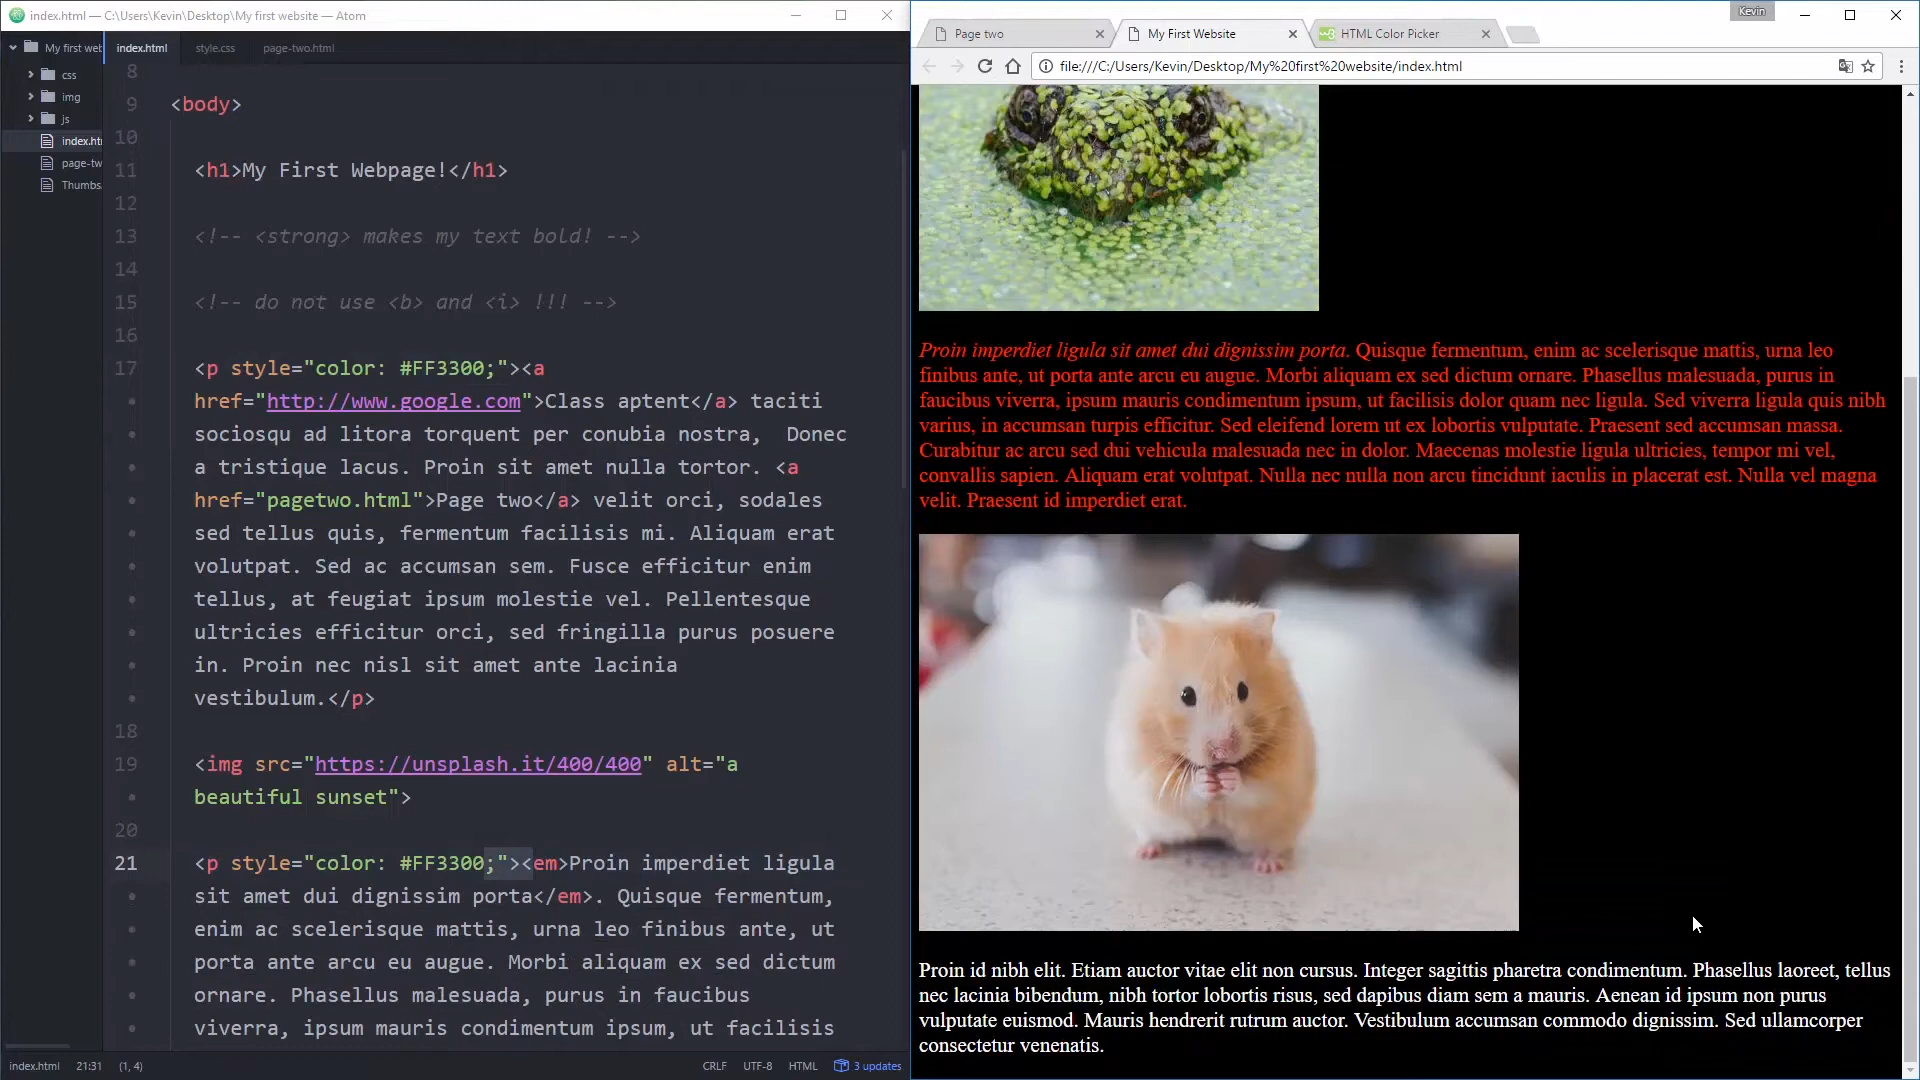 index.html — C:\Users\Kevin\Desktop\My first website — Atom
My first web
css
img
js
index.ht
page-tw
Thumbs.
index.html
style.css
page-two.html
8
9 <body>
10
11 <h1>My First Webpage!</h1>
12
13 <!-- <strong> makes my text bold! -->
14
15 <!-- do not use <b> and <i> !!! -->
16
17 <p style="color: #FF3300;"><a
href="http://www.google.com">Class aptent</a> taciti
sociosqu ad litora torquent per conubia nostra,  Donec
a tristique lacus. Proin sit amet nulla tortor. <a
href="pagetwo.html">Page two</a> velit orci, sodales
sed tellus quis, fermentum facilisis mi. Aliquam erat
volutpat. Sed ac accumsan sem. Fusce efficitur enim
tellus, at feugiat ipsum molestie vel. Pellentesque
ultricies efficitur orci, sed fringilla purus posuere
in. Proin nec nisl sit amet ante lacinia
vestibulum.</p>
18
19 <img src="https://unsplash.it/400/400" alt="a
beautiful sunset">
20
21 <p style="color: #FF3300;"><em>Proin imperdiet ligula
sit amet dui dignissim porta</em>. Quisque fermentum,
enim ac scelerisque mattis, urna leo finibus ante, ut
porta ante arcu eu augue. Morbi aliquam ex sed dictum
ornare. Phasellus malesuada, purus in faucibus
viverra, ipsum mauris condimentum ipsum, ut facilisis
index.html 21:31 (1, 4) CRLF UTF-8 HTML 3 updates
Kevin
Page two
My First Website
HTML Color Picker
file:///C:/Users/Kevin/Desktop/My%20first%20website/index.html
Proin imperdiet ligula sit amet dui dignissim porta. Quisque fermentum, enim ac scelerisque mattis, urna leo
finibus ante, ut porta ante arcu eu augue. Morbi aliquam ex sed dictum ornare. Phasellus malesuada, purus in
faucibus viverra, ipsum mauris condimentum ipsum, ut facilisis dolor quam nec ligula. Sed viverra ligula quis nibh
varius, in accumsan turpis efficitur. Sed eleifend lorem ut ex lobortis vulputate. Praesent sed accumsan massa.
Curabitur ac arcu sed dui vehicula malesuada nec in dolor. Maecenas molestie ligula ultricies, tempor mi vel,
convallis sapien. Aliquam erat volutpat. Nulla nec nulla non arcu tincidunt iaculis in placerat est. Nulla vel magna
velit. Praesent id imperdiet erat.
Proin id nibh elit. Etiam auctor vitae elit non cursus. Integer sagittis pharetra condimentum. Phasellus laoreet, tellus
nec lacinia bibendum, nibh tortor lobortis risus, sed dapibus diam sem a mauris. Aenean id ipsum non purus
vulputate euismod. Mauris hendrerit rutrum auctor. Vestibulum accumsan commodo dignissim. Sed ullamcorper
consectetur venenatis.